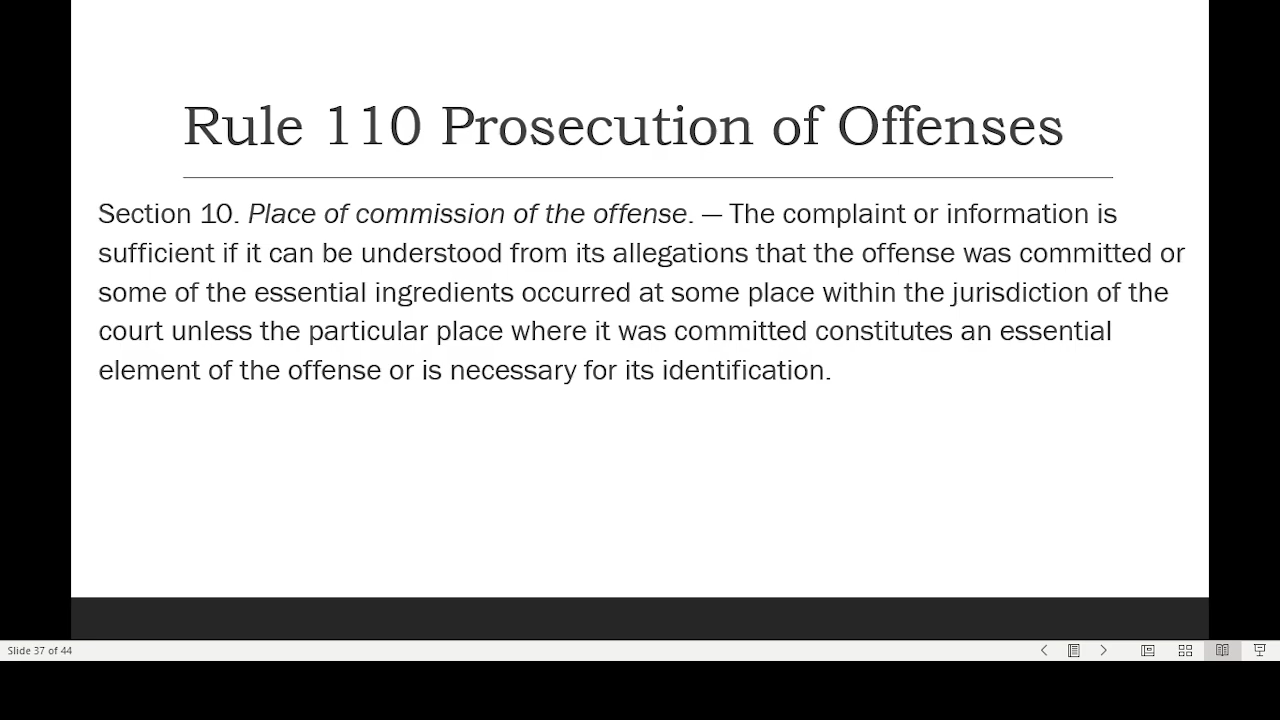 Rule 110 Prosecution of Offenses
Section 10. Place of commission of the offense. — The complaint or information is
sufficient if it can be understood from its allegations that the offense was committed or
some of the essential ingredients occurred at some place within the jurisdiction of the
court unless the particular place where it was committed constitutes an essential
element of the offense or is necessary for its identification.
Slide 37 of 44